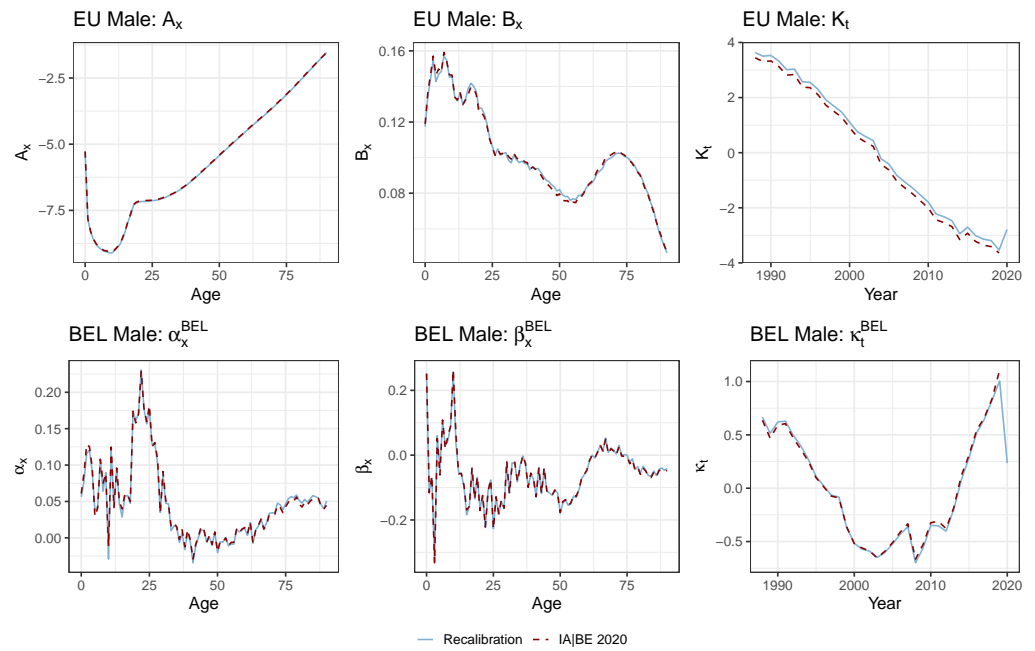 EU Male: Aₓ
EU Male: Bₓ
EU Male: Kₜ
Aₓ
−2.5
−5.0
−7.5
0 25 50 75
Age
Bₓ
0.16
0.12
0.08
0 25 50 75
Age
Kₜ
4
2
0
−2
−4
1990 2000 2010 2020
Year
BEL Male: αₓᴮᴱᴸ
BEL Male: βₓᴮᴱᴸ
BEL Male: κₜᴮᴱᴸ
αₓ
0.20
0.15
0.10
0.05
0.00
0 25 50 75
Age
βₓ
0.2
0.0
−0.2
0 25 50 75
Age
κₜ
1.0
0.5
0.0
−0.5
1990 2000 2010 2020
Year
Recalibration IA|BE 2020